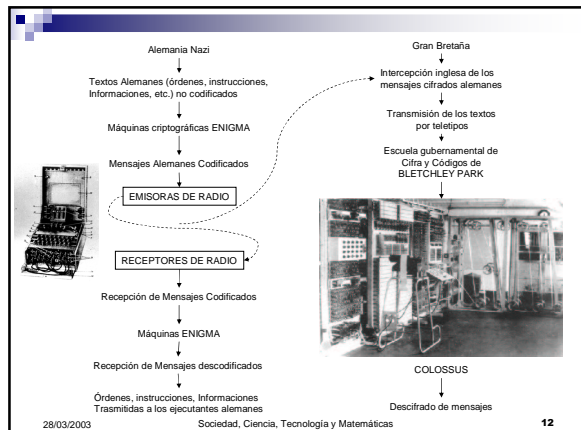 Alemania Nazi
Textos Alemanes (órdenes, instrucciones,
Informaciones, etc.) no codificados
Máquinas criptográficas ENIGMA
Mensajes Alemanes Codificados
EMISORAS DE RADIO
RECEPTORES DE RADIO
Recepción de Mensajes Codificados
Máquinas ENIGMA
Recepción de Mensajes descodificados
Órdenes, instrucciones, Informaciones
Trasmitidas a los ejecutantes alemanes
Gran Bretaña
Intercepción inglesa de los
mensajes cifrados alemanes
Transmisión de los textos
por teletipos
Escuela gubernamental de
Cifra y Códigos de
BLETCHLEY PARK
COLOSSUS
Descifrado de mensajes
28/03/2003
Sociedad, Ciencia, Tecnología y Matemáticas
12